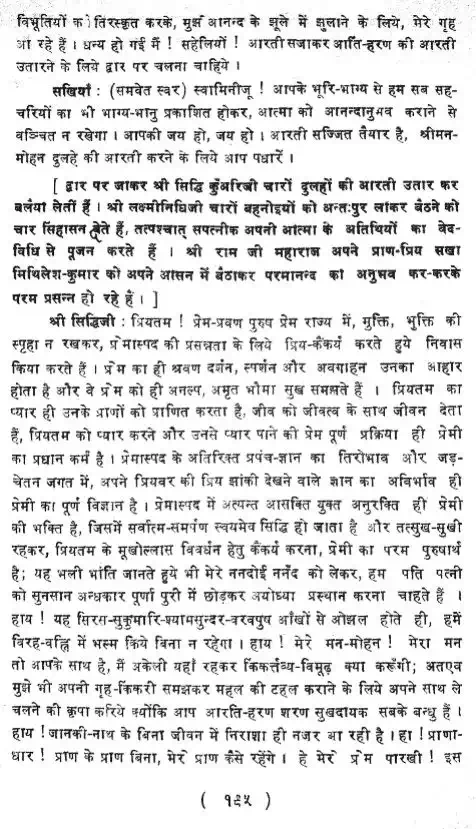 विभूतियों को तिरस्कृत करके, मुझ आनन्द के झूले में झुलाने के लिये, मेरे गृह
आ रहे हैं । धन्य हो गई मैं ! सहेलियों ! आरती सजाकर आर्ति-हरण की आरती
उतारने के लिये द्वार पर चलना चाहिये ।
सखियाँ : (समवेत स्वर) स्वामिनीजू ! आपके भूरि-भाग्य से हम सब सह-
चरियों का भी भाग्य-भानु प्रकाशित होकर, आत्मा को आनन्दानुभव कराने से
वञ्चित न रखेगा । आपकी जय हो, जय हो । आरती सज्जित तैयार है, श्रीमन-
मोहन दुलहे की आरती करने के लिये आप पधारें ।
[ द्वार पर जाकर श्री सिद्धि कुँअरिजी चारों दुलहों की आरती उतार कर
बलैया लेतीं हैं । श्री लक्ष्मीनिधिजी चारों बहनोइयों को अन्तःपुर लाकर बैठने को
चार सिंहासन देते हैं, तत्पश्चात् सपत्नीक अपनी आत्मा के अतिथियों का वेद-
विधि से पूजन करते हैं । श्री राम जी महाराज अपने प्राण-प्रिय सखा
मिथिलेश-कुमार को अपने आसन में बैठाकर परमानन्द का अनुभव कर-करके
परम प्रसन्न हो रहे हैं । ]
श्री सिद्धिजी : प्रियतम ! प्रेम-प्रवण पुरुष प्रेम राज्य में, मुक्ति, भुक्ति की
स्पृहा न रखकर, प्रेमास्पद की प्रसन्नता के लिये प्रिय-कैंकर्य करते हुये निवास
किया करते हैं । प्रेम का ही श्रवण दर्शन, स्पर्शन और अवगाहन उनका आहार
होता है और वे प्रेम को ही अनल्प, अमृत भौमा सुख समझते हैं । प्रियतम का
प्यार ही उनके प्राणों को प्राणित करता है, जीव को जीवत्व के साथ जीवन देता
हैं, प्रियतम को प्यार करने और उनसे प्यार पाने की प्रेम पूर्ण प्रक्रिया ही प्रेमी
का प्रधान कर्म है । प्रेमास्पद के अतिरिक्त प्रपंच-ज्ञान का तिरोभाव और जड़-
चेतन जगत में, अपने प्रियवर की प्रिय झांकी देखने वाले ज्ञान का अविर्भाव ही
प्रेमी का पूर्ण विज्ञान है । प्रेमास्पद में अत्यन्त आसक्ति युक्त अनुरक्ति ही प्रेमी
की भक्ति है, जिसमें सर्वात्म-समर्पण स्वयमेव सिद्धि हो जाता है और तत्सुख-सुखी
रहकर, प्रियतम के मूखोल्लास विवर्धन हेतु कैंकर्य करना, प्रेमी का परम पुरुषार्थ
है; यह भली भांति जानते हुये भी मेरे ननदोई ननँद को लेकर, हम पति पत्नी
को सुनसान अन्धकार पूर्णा पुरी में छोड़कर अयोध्या प्रस्थान करना चाहते हैं ।
हाय ! यह सिरस-सुकुमारि-श्यामसुन्दर-वरवपुष आँखों से ओझल होते ही, हमें
विरह-वह्नि में भस्म किये बिना न रहेगा । हाय ! मेरे मन-मोहन ! मेरा मन
तो आपके साथ है, मैं अकेली यहाँ रहकर किंकर्त्तव्य-विमूढ़ क्या करूँगी; अतएव
मुझे भी अपनी गृह-किंकरी समझकर महल की टहल कराने के लिये अपने साथ ले
चलने की कृपा करिये क्योंकि आप आरति-हरण शरण सुखदायक सबके बन्धु हैं ।
हाय ! जानकी-नाथ के बिना जीवन में निराशा ही नजर आ रही है । हा ! प्राणा-
धार ! प्राण के प्राण बिना, मेरे प्राण कैसे रहेंगे । हे मेरे प्रेम पारखी ! इस
( १९५ )